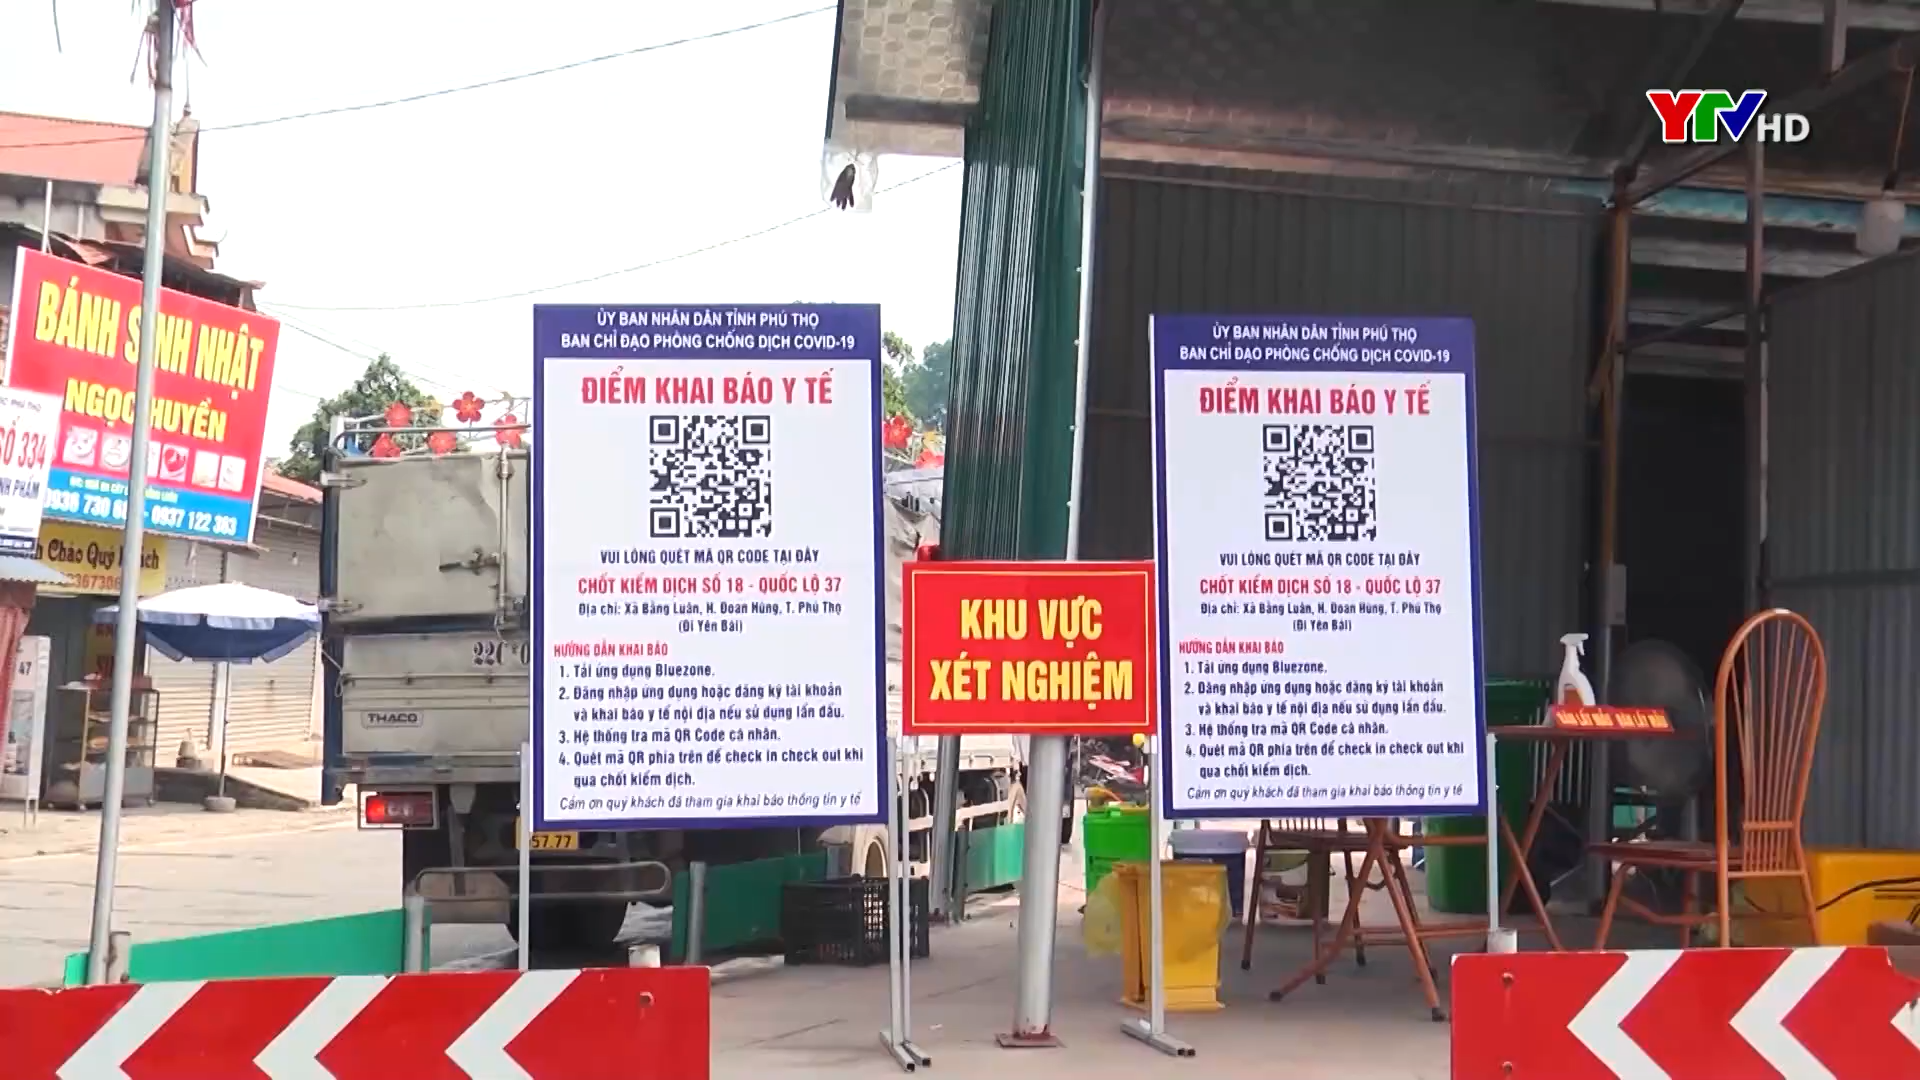 YTV HD
BÁNH SINH NHẬT
NGỌC HUYỀN
0937 122 383
SỐ 334
Chào Quý Khách
47
22C
THACO
57.77
ỦY BAN NHÂN DÂN TỈNH PHÚ THỌ
BAN CHỈ ĐẠO PHÒNG CHỐNG DỊCH COVID-19
ĐIỂM KHAI BÁO Y TẾ
VUI LÒNG QUÉT MÃ QR CODE TẠI ĐÂY
CHỐT KIỂM DỊCH SỐ 18 - QUỐC LỘ 37
Địa chỉ: Xã Bằng Luân, H. Đoan Hùng, T. Phú Thọ
(Đi Yên Bái)
HƯỚNG DẪN KHAI BÁO
1. Tải ứng dụng Bluezone.
2. Đăng nhập ứng dụng hoặc đăng ký tài khoản
và khai báo y tế nội địa nếu sử dụng lần đầu.
3. Hệ thống tra mã QR Code cá nhân.
4. Quét mã QR phía trên để check in check out khi
qua chốt kiểm dịch.
Cảm ơn quý khách đã tham gia khai báo thông tin y tế
KHU VỰC
XÉT NGHIỆM
ỦY BAN NHÂN DÂN TỈNH PHÚ THỌ
BAN CHỈ ĐẠO PHÒNG CHỐNG DỊCH COVID-19
ĐIỂM KHAI BÁO Y TẾ
VUI LÒNG QUÉT MÃ QR CODE TẠI ĐÂY
CHỐT KIỂM DỊCH SỐ 18 - QUỐC LỘ 37
Địa chỉ: Xã Bằng Luân, H. Đoan Hùng, T. Phú Thọ
(Đi Yên Bái)
HƯỚNG DẪN KHAI BÁO
1. Tải ứng dụng Bluezone.
2. Đăng nhập ứng dụng hoặc đăng ký tài khoản
và khai báo y tế nội địa nếu sử dụng lần đầu.
3. Hệ thống tra mã QR Code cá nhân.
4. Quét mã QR phía trên để check in check out khi
qua chốt kiểm dịch.
Cảm ơn quý khách đã tham gia khai báo thông tin y tế